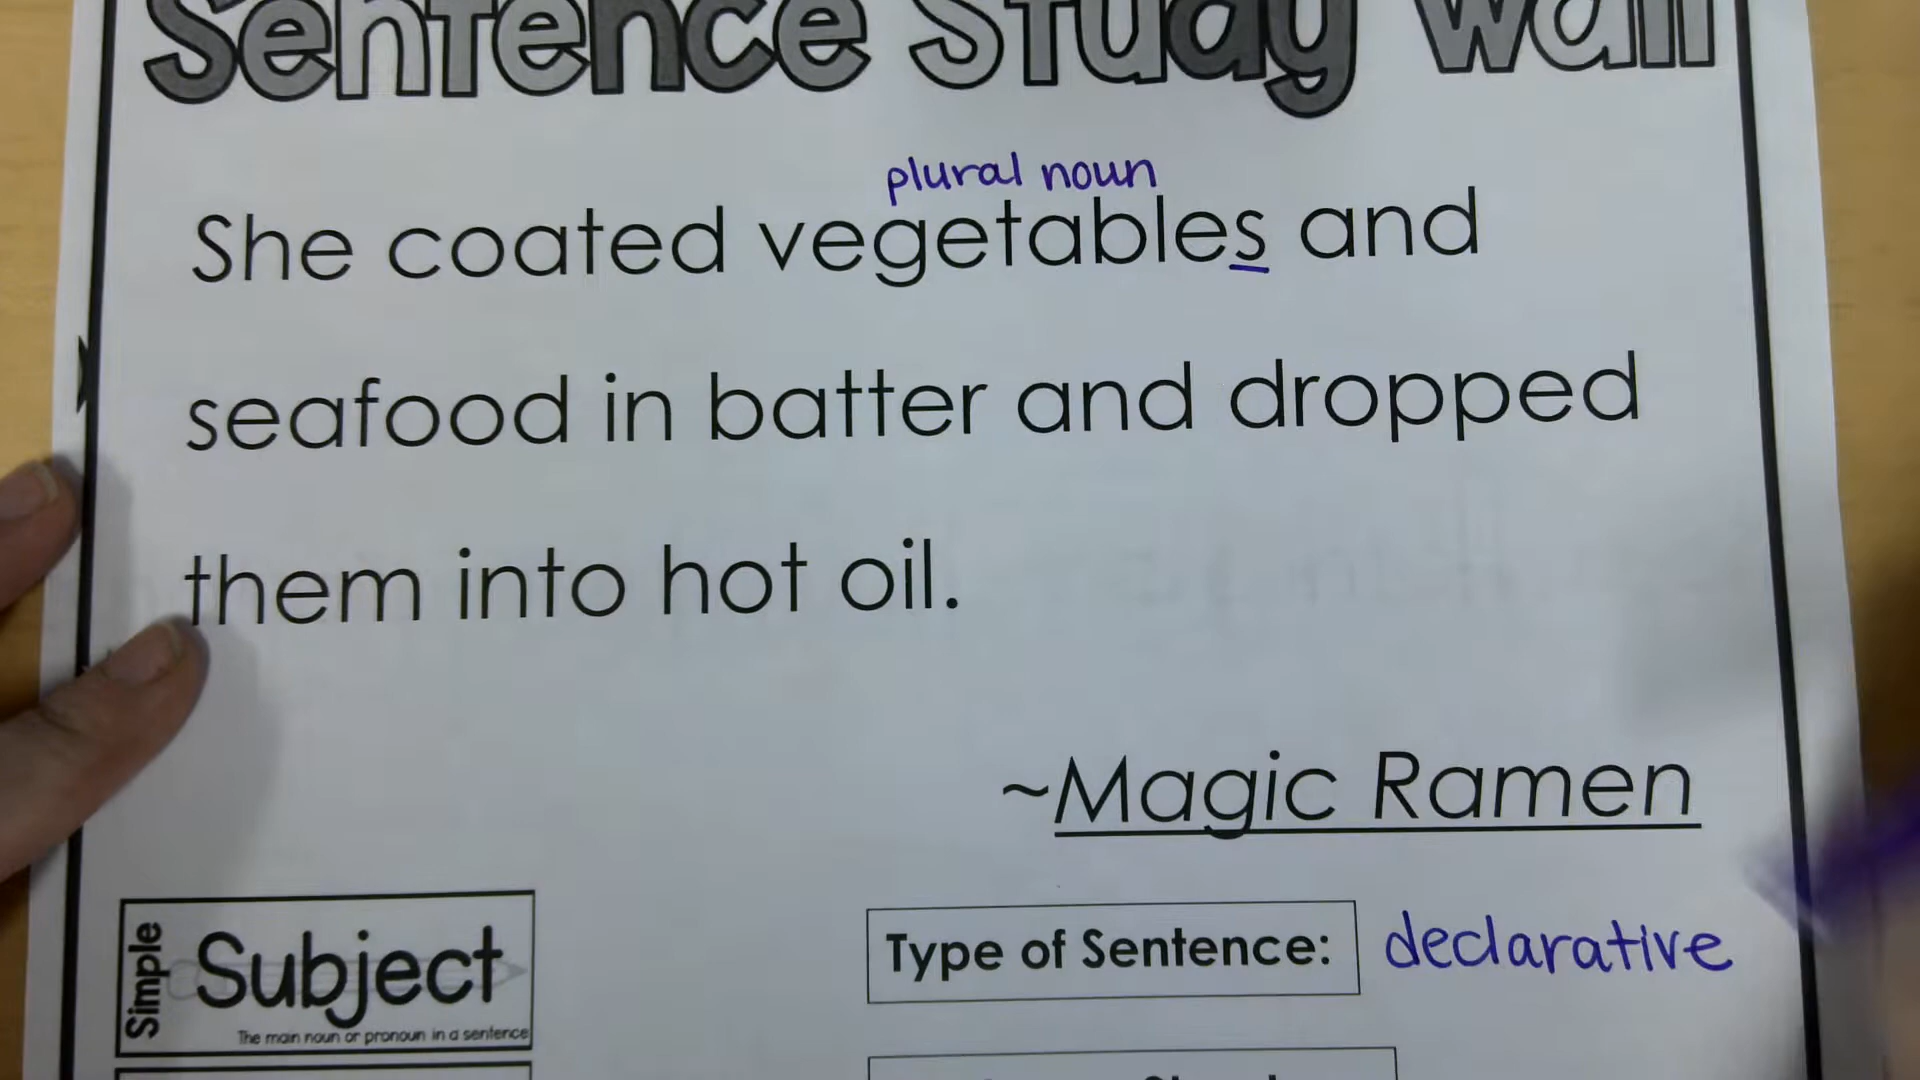 Sentence Study Wall
plural noun
She coated vegetables and
seafood in batter and dropped
them into hot oil.
~Magic Ramen
Simple
Subject
The main noun or pronoun in a sentence
Type of Sentence: declarative